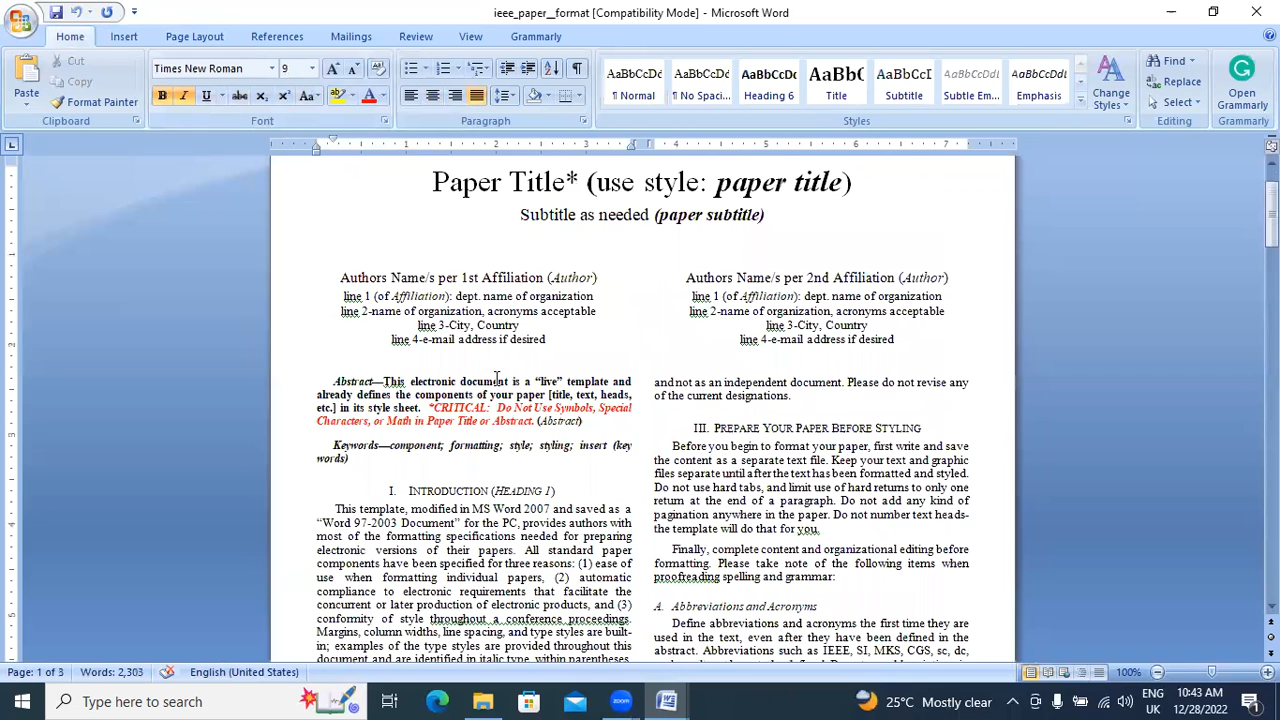 ieee_paper__format [Compatibility Mode] - Microsoft Word
Home Insert Page Layout References Mailings Review View Grammarly
Paste
Cut
Copy
Format Painter
Clipboard
Times New Roman 9
Font
Paragraph
AaBbCcDc AaBbCcDc AaBbCcDc AaBbC AaBbCcI AaBbCcDc AaBbCcDc
¶ Normal ¶ No Spaci... Heading 6 Title Subtitle Subtle Em... Emphasis
Change Styles
Styles
Find
Replace
Select
Editing
Open Grammarly
Grammarly
1 2 3 4 5 6 7
Paper Title* (use style: paper title)
Subtitle as needed (paper subtitle)
Authors Name/s per 1st Affiliation (Author)
line 1 (of Affiliation): dept. name of organization
line 2-name of organization, acronyms acceptable
line 3-City, Country
line 4-e-mail address if desired
Authors Name/s per 2nd Affiliation (Author)
line 1 (of Affiliation): dept. name of organization
line 2-name of organization, acronyms acceptable
line 3-City, Country
line 4-e-mail address if desired
Abstract—This electronic document is a “live” template and
already defines the components of your paper [title, text, heads,
etc.] in its style sheet. *CRITICAL: Do Not Use Symbols, Special
Characters, or Math in Paper Title or Abstract. (Abstract)
Keywords—component; formatting; style; styling; insert (key
words)
I. INTRODUCTION (HEADING 1)
This template, modified in MS Word 2007 and saved as a
“Word 97-2003 Document” for the PC, provides authors with
most of the formatting specifications needed for preparing
electronic versions of their papers. All standard paper
components have been specified for three reasons: (1) ease of
use when formatting individual papers, (2) automatic
compliance to electronic requirements that facilitate the
concurrent or later production of electronic products, and (3)
conformity of style throughout a conference proceedings.
Margins, column widths, line spacing, and type styles are built-
in; examples of the type styles are provided throughout this
document and are identified in italic type, within parentheses,
and not as an independent document. Please do not revise any
of the current designations.
III. PREPARE YOUR PAPER BEFORE STYLING
Before you begin to format your paper, first write and save
the content as a separate text file. Keep your text and graphic
files separate until after the text has been formatted and styled.
Do not use hard tabs, and limit use of hard returns to only one
return at the end of a paragraph. Do not add any kind of
pagination anywhere in the paper. Do not number text heads-
the template will do that for you.
Finally, complete content and organizational editing before
formatting. Please take note of the following items when
proofreading spelling and grammar:
A. Abbreviations and Acronyms
Define abbreviations and acronyms the first time they are
used in the text, even after they have been defined in the
abstract. Abbreviations such as IEEE, SI, MKS, CGS, sc, dc,
Page: 1 of 3 Words: 2,303 English (United States) 100%
Type here to search
zoom
25°C Mostly clear
ENG
UK
10:43 AM
12/28/2022